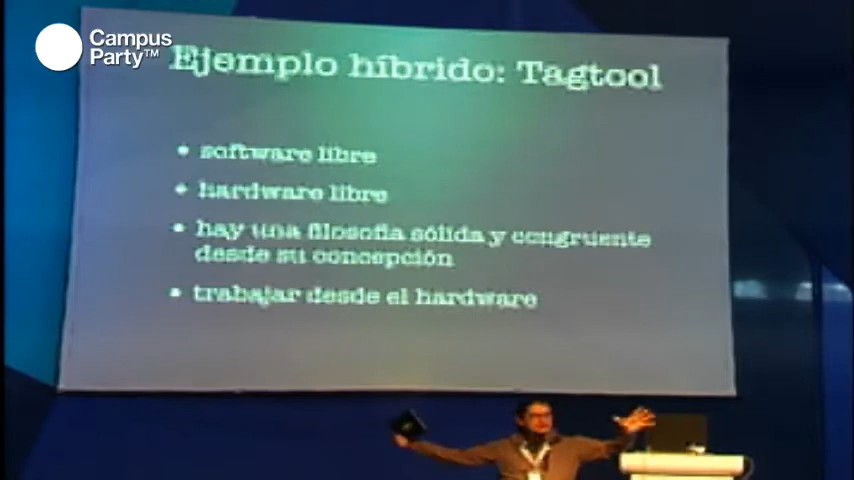 Campus
Party™
Ejemplo híbrido: Tagtool
• software libre
• hardware libre
• hay una filosofía sólida y congruente
desde su concepción
• trabajar desde el hardware